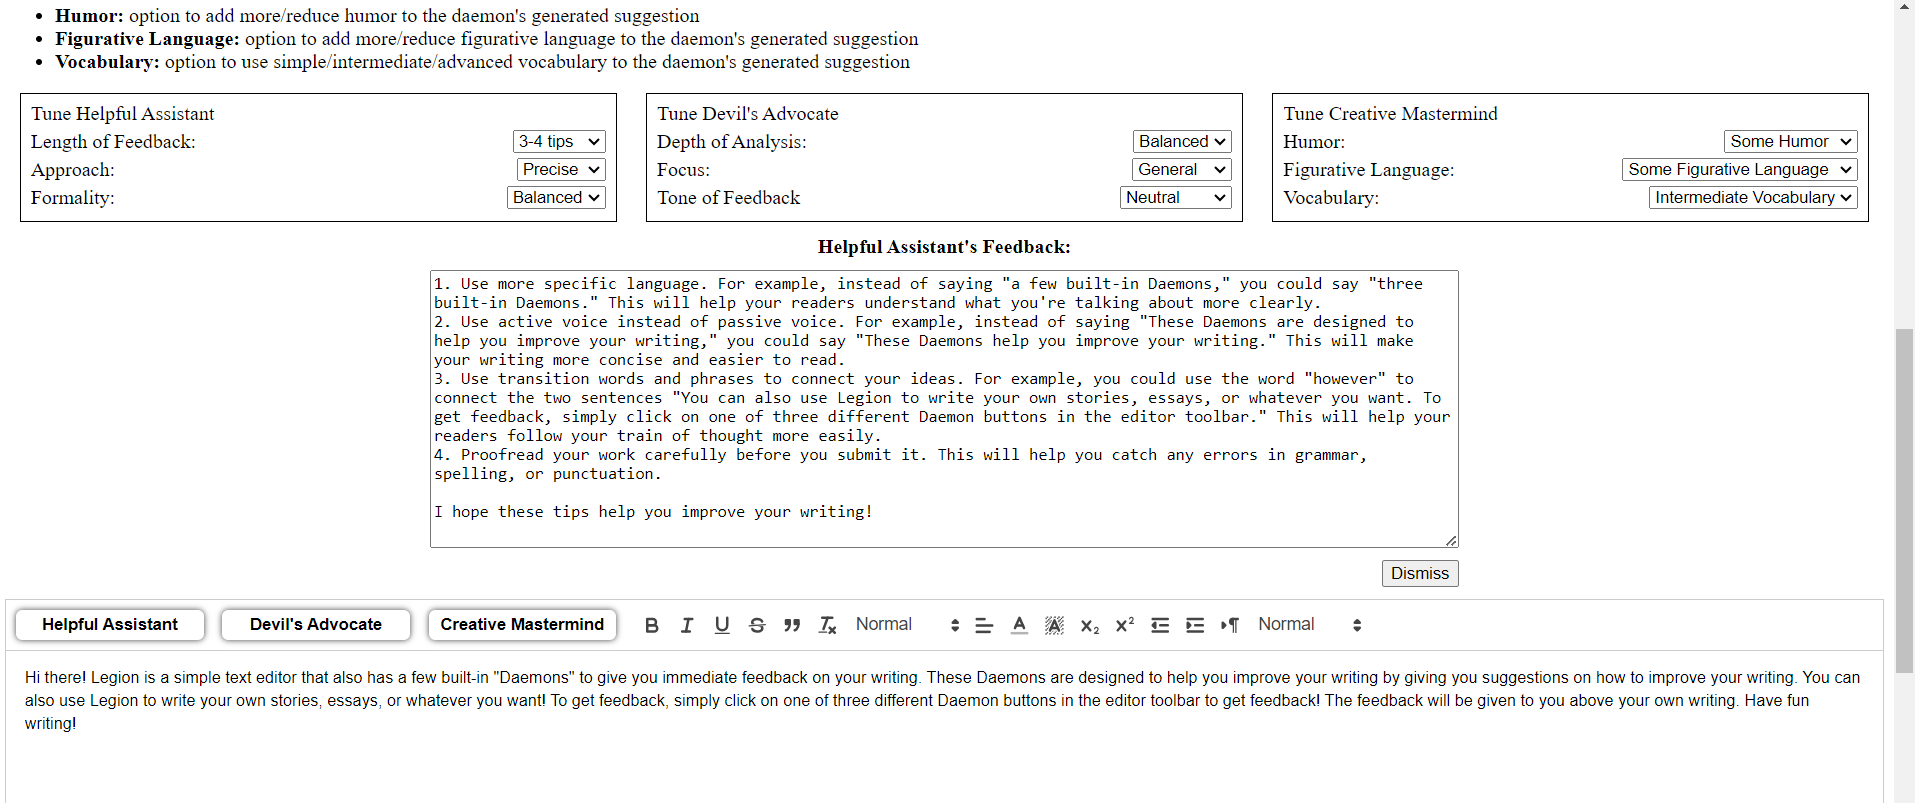 Humor: option to add more/reduce humor to the daemon's generated suggestion
Figurative Language: option to add more/reduce figurative language to the daemon's generated suggestion
Vocabulary: option to use simple/intermediate/advanced vocabulary to the daemon's generated suggestion
Tune Helpful Assistant
Length of Feedback: 3-4 tips
Approach: Precise
Formality: Balanced
Tune Devil's Advocate
Depth of Analysis: Balanced
Focus: General
Tone of Feedback Neutral
Tune Creative Mastermind
Humor: Some Humor
Figurative Language: Some Figurative Language
Vocabulary: Intermediate Vocabulary
Helpful Assistant's Feedback:
1. Use more specific language. For example, instead of saying "a few built-in Daemons," you could say "three
built-in Daemons." This will help your readers understand what you're talking about more clearly.
2. Use active voice instead of passive voice. For example, instead of saying "These Daemons are designed to
help you improve your writing," you could say "These Daemons help you improve your writing." This will make
your writing more concise and easier to read.
3. Use transition words and phrases to connect your ideas. For example, you could use the word "however" to
connect the two sentences "You can also use Legion to write your own stories, essays, or whatever you want. To
get feedback, simply click on one of three different Daemon buttons in the editor toolbar." This will help your
readers follow your train of thought more easily.
4. Proofread your work carefully before you submit it. This will help you catch any errors in grammar,
spelling, or punctuation.
I hope these tips help you improve your writing!
Dismiss
Helpful Assistant Devil's Advocate Creative Mastermind B I U S Normal A A x2 x2 Normal
Hi there! Legion is a simple text editor that also has a few built-in "Daemons" to give you immediate feedback on your writing. These Daemons are designed to help you improve your writing by giving you suggestions on how to improve your writing. You can
also use Legion to write your own stories, essays, or whatever you want! To get feedback, simply click on one of three different Daemon buttons in the editor toolbar to get feedback! The feedback will be given to you above your own writing. Have fun
writing!